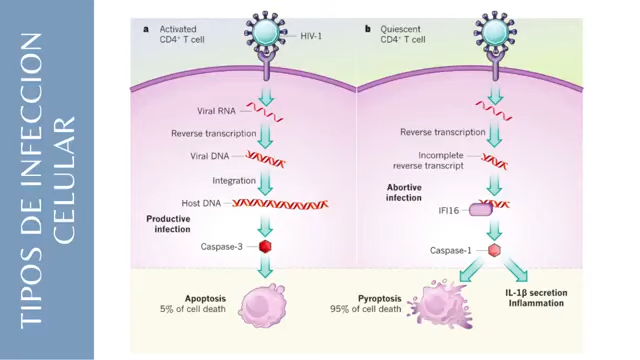 TIPOS DE INFECCION
CELULAR
a Activated
CD4⁺ T cell
HIV-1
Viral RNA
Reverse transcription
Viral DNA
Integration
Host DNA
Productive
infection
Caspase-3
Apoptosis
5% of cell death
b Quiescent
CD4⁺ T cell
Reverse transcription
Incomplete
reverse transcript
Abortive
infection
IFI16
Caspase-1
Pyroptosis
95% of cell death
IL-1β secretion
Inflammation